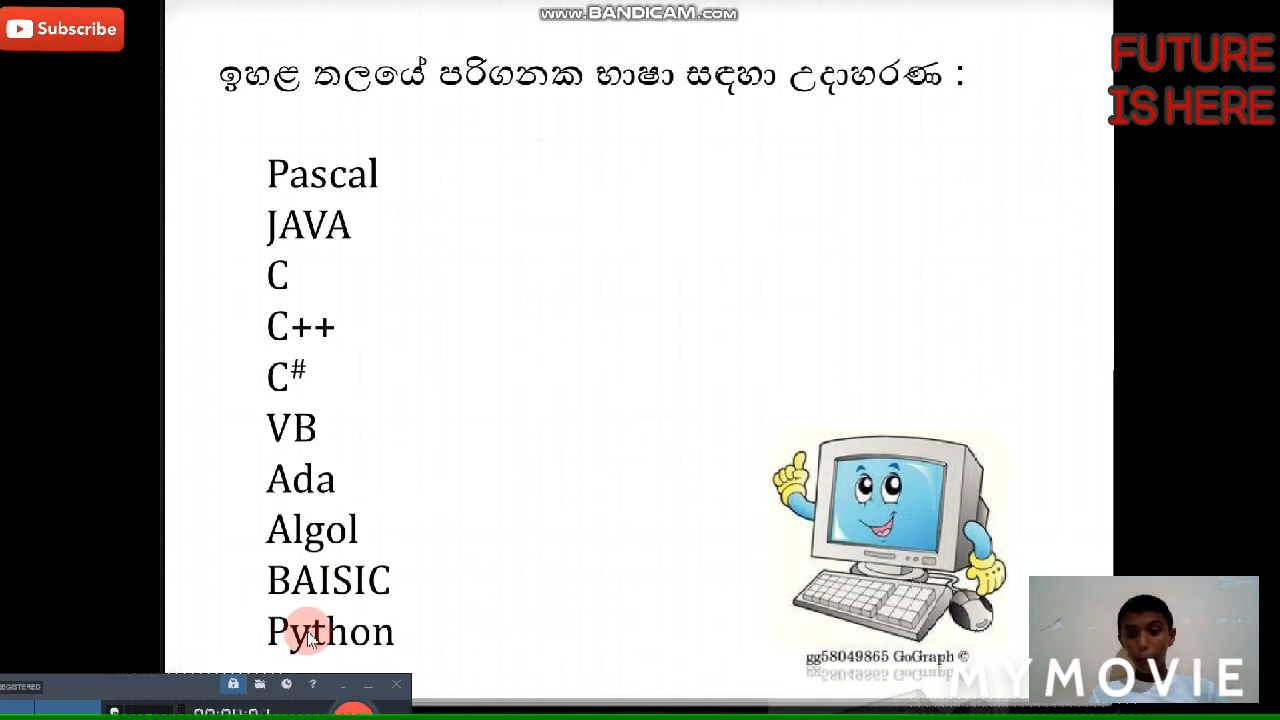 www.BANDICAM.com
Subscribe
FUTURE
IS HERE
ඉහළ තලයේ පරිගනක භාෂා සඳහා උදාහරණ :
Pascal
JAVA
C
C++
C#
VB
Ada
Algol
BAISIC
Python
gg58049865 GoGraph ©
MYMOVIE
REGISTERED